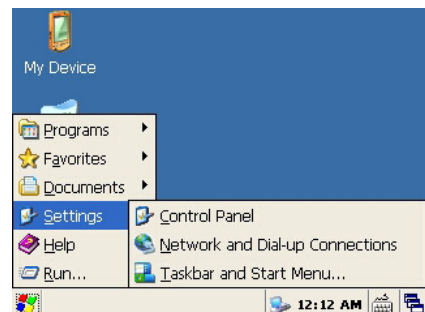 My Device
Programs
Favorites
Documents
Settings
Help
Run...
Control Panel
Network and Dial-up Connections
Taskbar and Start Menu...
12:12 AM